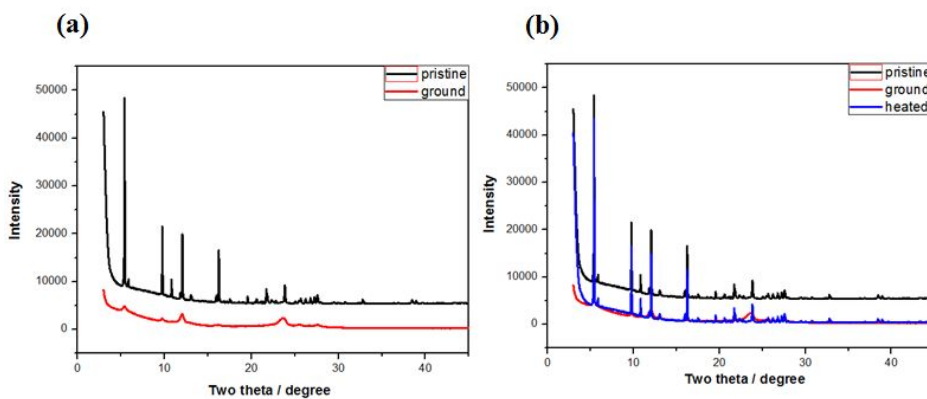 (a)
pristine
ground
50000
40000
30000
20000
10000
0
Intensity
0
10
20
30
40
Two theta / degree
(b)
pristine
ground
heated
50000
40000
30000
20000
10000
0
Intensity
0
10
20
30
40
Two theta / degree